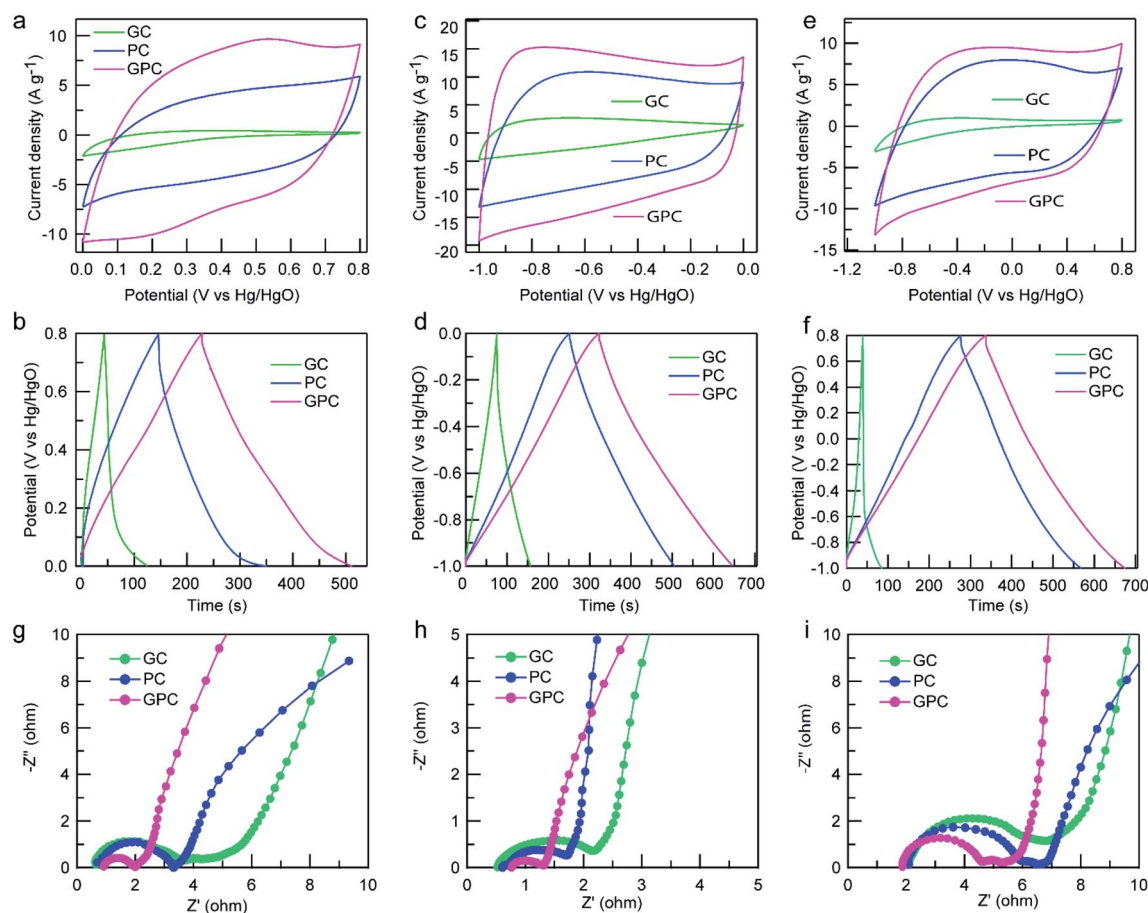 a
GC
PC
GPC
Current density (A g⁻¹)
10
5
0
-5
-10
0.0 0.1 0.2 0.3 0.4 0.5 0.6 0.7 0.8
Potential (V vs Hg/HgO)
c
Current density (A g⁻¹)
20
15
10
5
0
-5
-10
-15
-20
GC
PC
GPC
-1.0 -0.8 -0.6 -0.4 -0.2 0.0
Potential (V vs Hg/HgO)
e
Current density (A g⁻¹)
10
5
0
-5
-10
-15
GC
PC
GPC
-1.2 -0.8 -0.4 0.0 0.4 0.8
Potential (V vs Hg/HgO)
b
Potential (V vs Hg/HgO)
0.8
0.4
0.0
GC
PC
GPC
0 100 200 300 400 500
Time (s)
d
Potential (V vs Hg/HgO)
-0.0
-0.2
-0.4
-0.6
-0.8
-1.0
GC
PC
GPC
0 100 200 300 400 500 600 700
Time (s)
f
Potential (V vs Hg/HgO)
0.8
0.4
0.0
-0.2
-0.4
-0.6
-0.8
-1.0
GC
PC
GPC
0 100 200 300 400 500 600 700
Time (s)
g
-Z'' (ohm)
10
8
6
4
2
0
GC
PC
GPC
0 2 4 6 8 10
Z' (ohm)
h
-Z'' (ohm)
5
4
3
2
1
0
GC
PC
GPC
0 1 2 3 4 5
Z' (ohm)
i
-Z'' (ohm)
10
8
6
4
2
0
GC
PC
GPC
0 2 4 6 8 10
Z' (ohm)